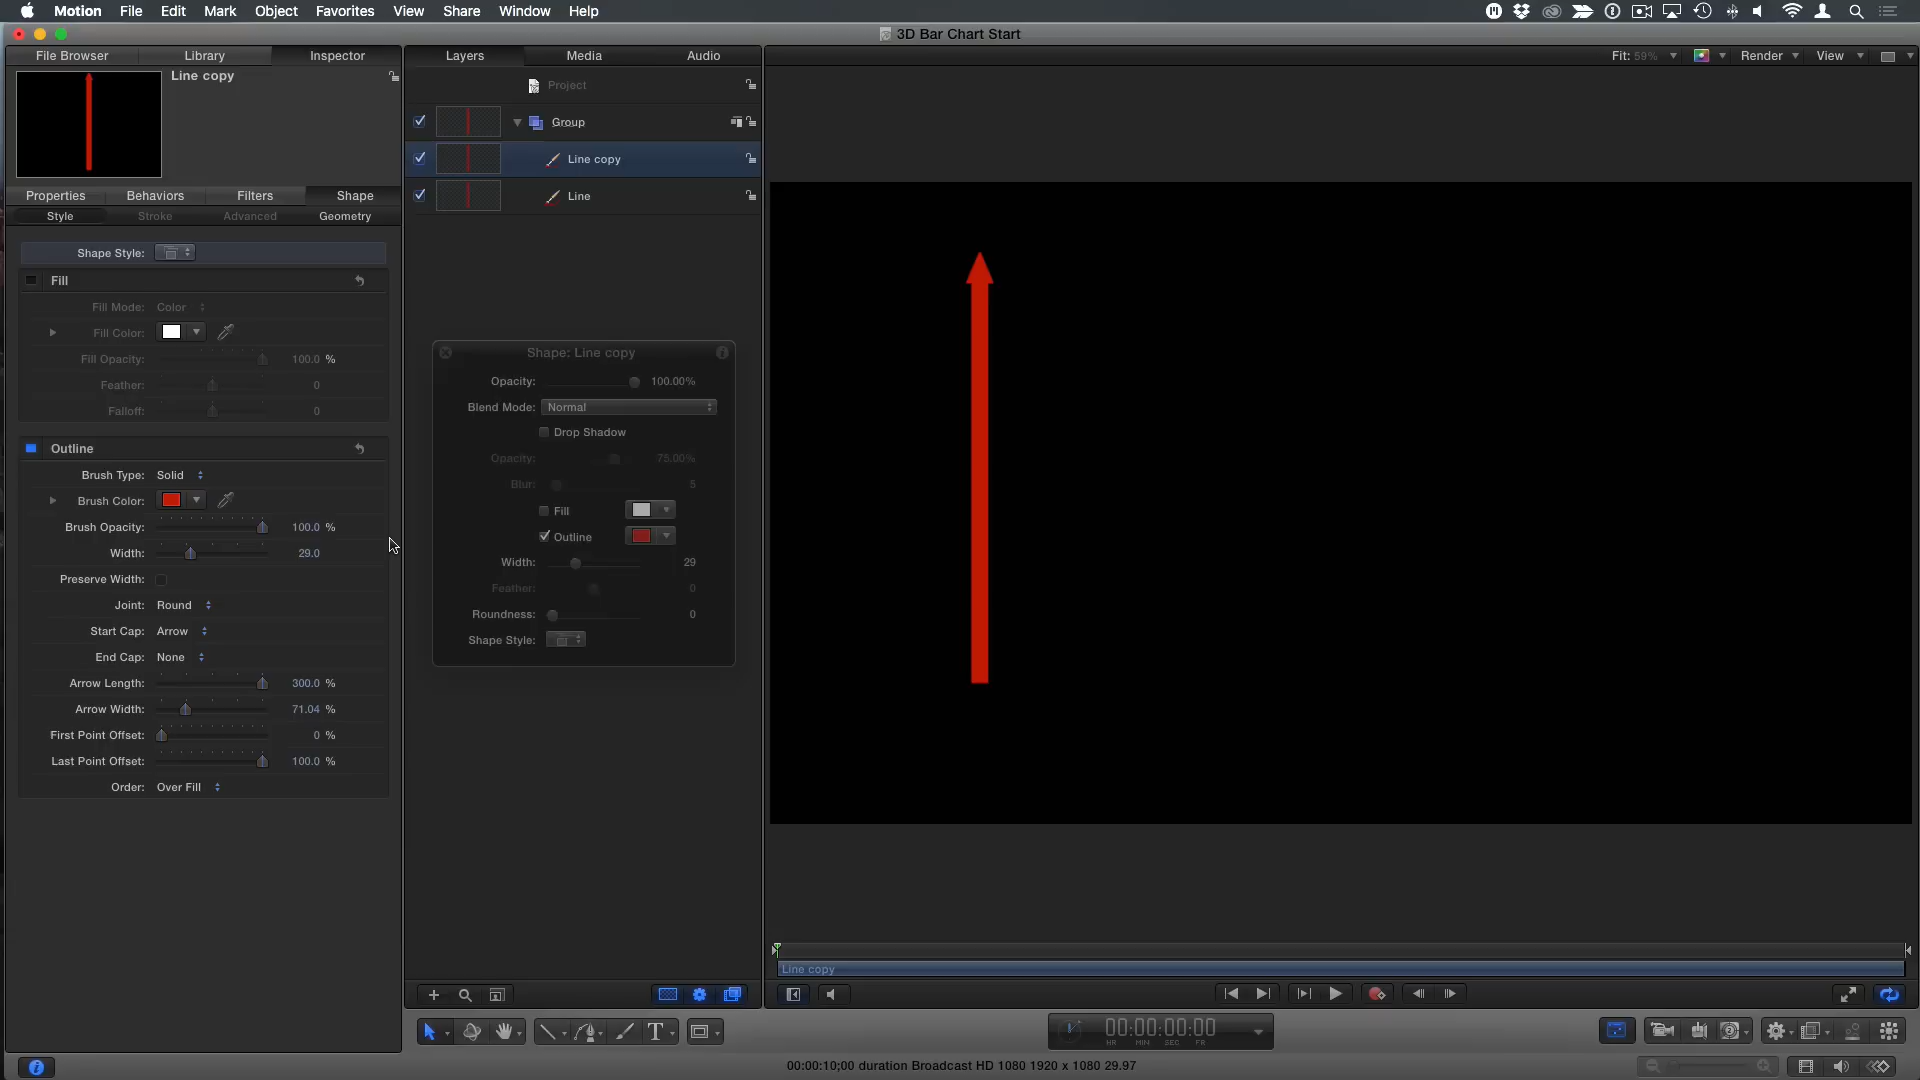 Motion File Edit Mark Object Favorites View Share Window Help
3D Bar Chart Start
File Browser Library Inspector
Layers Media Audio
Fit: 59% Render View
Line copy
Project
Group
Line copy
Line
Properties Behaviors Filters Shape
Style Stroke Advanced Geometry
Shape Style:
Fill
Fill Mode: Color
Fill Color:
Fill Opacity: 100.0 %
Feather: 0
Falloff: 0
Outline
Brush Type: Solid
Brush Color:
Brush Opacity: 100.0 %
Width: 29.0
Preserve Width:
Joint: Round
Start Cap: Arrow
End Cap: None
Arrow Length: 300.0 %
Arrow Width: 71.04 %
First Point Offset: 0 %
Last Point Offset: 100.0 %
Order: Over Fill
Shape: Line copy
Opacity: 100.00%
Blend Mode: Normal
Drop Shadow
Opacity: 75.00%
Blur: 5
Fill
Outline
Width: 29
Feather: 0
Roundness: 0
Shape Style:
Line copy
T
00:00:00:00
HR MIN SEC FR
00:00:10;00 duration Broadcast HD 1080 1920 x 1080 29.97